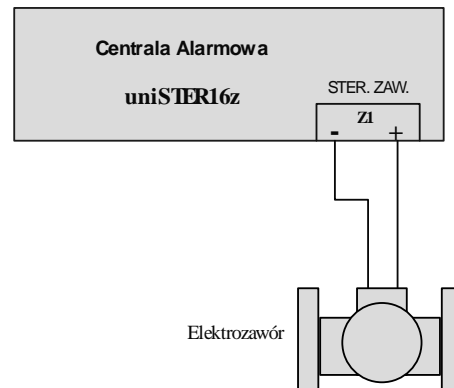 Centrala Alarmowa
uniSTER16z
STER. ZAW.
Z1
- +
Elektrozawór